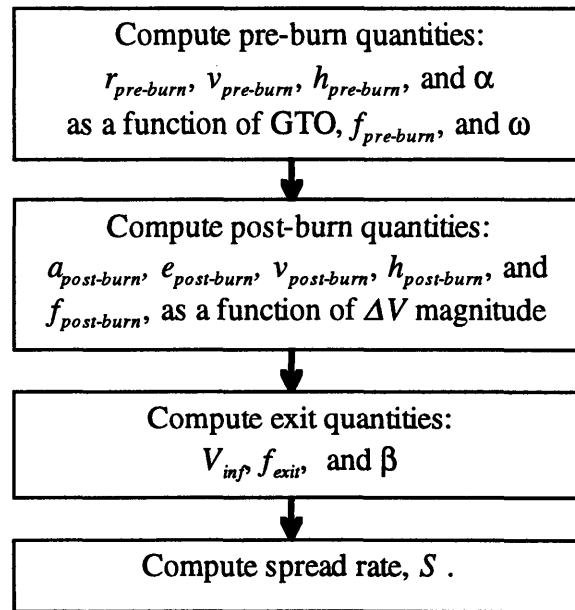 Compute pre-burn quantities:
r_pre-burn, v_pre-burn, h_pre-burn, and α
as a function of GTO, f_pre-burn, and ω
Compute post-burn quantities:
a_post-burn, e_post-burn, v_post-burn, h_post-burn, and
f_post-burn, as a function of ΔV magnitude
Compute exit quantities:
V_inf, f_exit, and β
Compute spread rate, S .